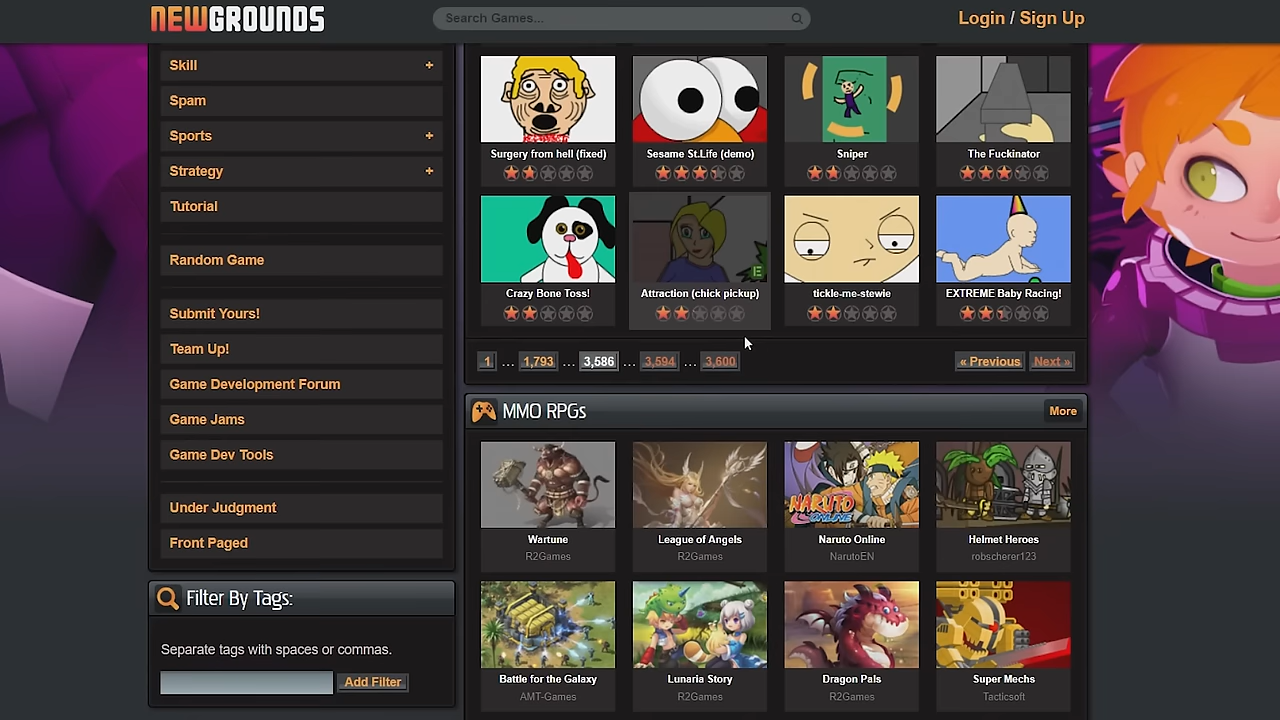 NEWGROUNDS
Search Games...
Login / Sign Up
Skill +
Spam
Sports +
Strategy +
Tutorial
Random Game
Submit Yours!
Team Up!
Game Development Forum
Game Jams
Game Dev Tools
Under Judgment
Front Paged
Filter By Tags:
Separate tags with spaces or commas.
Add Filter
Surgery from hell (fixed)
Sesame St.Life (demo)
Sniper
The Fuckinator
E
Crazy Bone Toss!
Attraction (chick pickup)
tickle-me-stewie
EXTREME Baby Racing!
1 ... 1,793 ... 3,586 ... 3,594 ... 3,600
« Previous Next »
MMO RPGs
More
NARUTO
ONLINE
Wartune
League of Angels
Naruto Online
Helmet Heroes
R2Games
R2Games
NarutoEN
robscherer123
Battle for the Galaxy
Lunaria Story
Dragon Pals
Super Mechs
AMT-Games
R2Games
R2Games
Tacticsoft